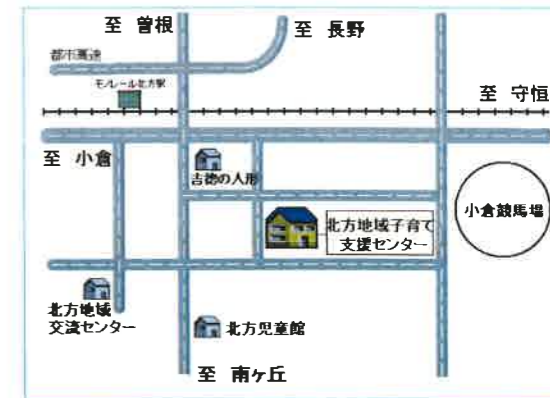 至 曽根
至 長野
都市高速
モノレール北方駅
至 守恒
至 小倉
吉徳の人形
小倉競馬場
北方地域子育て
支援センター
北方地域
交流センター
北方児童館
至 南ヶ丘